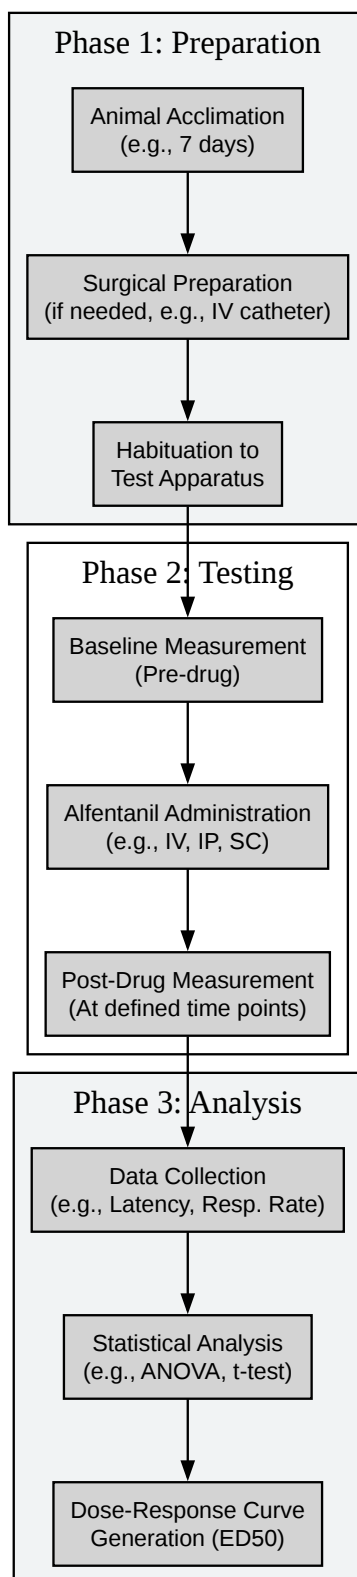 Phase 1: Preparation
Animal Acclimation
(e.g., 7 days)
Surgical Preparation
(if needed, e.g., IV catheter)
Habituation to
Test Apparatus
Phase 2: Testing
Baseline Measurement
(Pre-drug)
Alfentanil Administration
(e.g., IV, IP, SC)
Post-Drug Measurement
(At defined time points)
Phase 3: Analysis
Data Collection
(e.g., Latency, Resp. Rate)
Statistical Analysis
(e.g., ANOVA, t-test)
Dose-Response Curve
Generation (ED50)